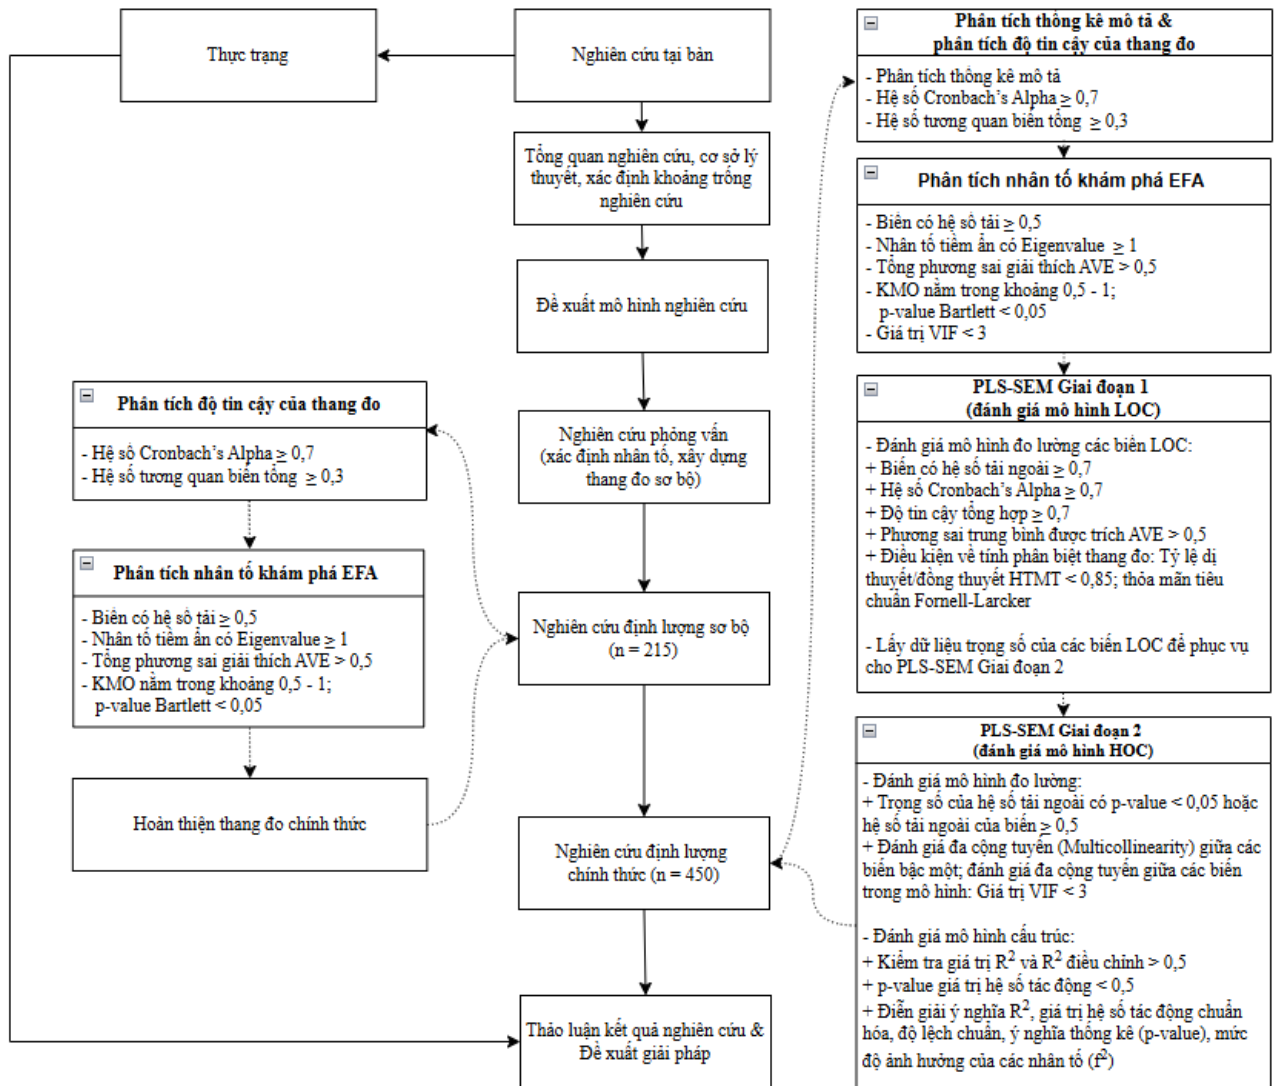 Thực trạng
Nghiên cứu tại bàn
Tổng quan nghiên cứu, cơ sở lý
thuyết, xác định khoảng trống
nghiên cứu
Đề xuất mô hình nghiên cứu
Nghiên cứu phỏng vấn
(xác định nhân tố, xây dựng
thang đo sơ bộ)
Nghiên cứu định lượng sơ bộ
(n = 215)
Phân tích độ tin cậy của thang đo
- Hệ số Cronbach's Alpha ≥ 0,7
- Hệ số tương quan biến tổng ≥ 0,3
Phân tích nhân tố khám phá EFA
- Biến có hệ số tải ≥ 0,5
- Nhân tố tiềm ẩn có Eigenvalue ≥ 1
- Tổng phương sai giải thích AVE > 0,5
- KMO nằm trong khoảng 0,5 - 1;
p-value Bartlett < 0,05
Hoàn thiện thang đo chính thức
Nghiên cứu định lượng
chính thức (n = 450)
Thảo luận kết quả nghiên cứu &
Đề xuất giải pháp
Phân tích thống kê mô tả &
phân tích độ tin cậy của thang đo
- Phân tích thống kê mô tả
- Hệ số Cronbach's Alpha ≥ 0,7
- Hệ số tương quan biến tổng ≥ 0,3
Phân tích nhân tố khám phá EFA
- Biến có hệ số tải ≥ 0,5
- Nhân tố tiềm ẩn có Eigenvalue ≥ 1
- Tổng phương sai giải thích AVE > 0,5
- KMO nằm trong khoảng 0,5 - 1;
p-value Bartlett < 0,05
- Giá trị VIF < 3
PLS-SEM Giai đoạn 1
(đánh giá mô hình LOC)
- Đánh giá mô hình đo lường các biến LOC:
+ Biến có hệ số tải ngoài ≥ 0,7
+ Hệ số Cronbach's Alpha ≥ 0,7
+ Độ tin cậy tổng hợp ≥ 0,7
+ Phương sai trung bình được trích AVE > 0,5
+ Điều kiện về tính phân biệt thang đo: Tỷ lệ dị
thuyết/đồng thuyết HTMT < 0,85; thỏa mãn tiêu
chuẩn Fornell-Larcker
- Lấy dữ liệu trọng số của các biến LOC để phục vụ
cho PLS-SEM Giai đoạn 2
PLS-SEM Giai đoạn 2
(đánh giá mô hình HOC)
- Đánh giá mô hình đo lường:
+ Trọng số của hệ số tải ngoài có p-value < 0,05 hoặc
hệ số tải ngoài của biến ≥ 0,5
+ Đánh giá đa cộng tuyến (Multicollinearity) giữa các
biến bậc một; đánh giá đa cộng tuyến giữa các biến
trong mô hình: Giá trị VIF < 3
- Đánh giá mô hình cấu trúc:
+ Kiểm tra giá trị R² và R² điều chỉnh > 0,5
+ p-value giá trị hệ số tác động < 0,5
+ Diễn giải ý nghĩa R², giá trị hệ số tác động chuẩn
hóa, độ lệch chuẩn, ý nghĩa thống kê (p-value), mức
độ ảnh hưởng của các nhân tố (f²)